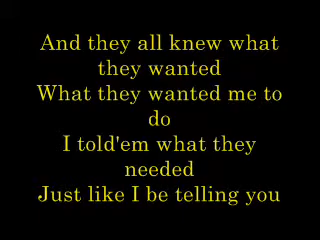 And they all knew what
they wanted
What they wanted me to
do
I told'em what they
needed
Just like I be telling you